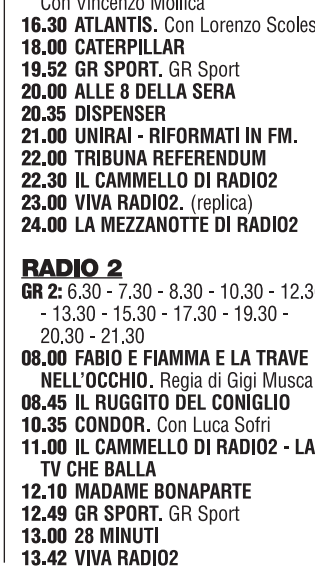 Con Vincenzo Mollica
16.30 ATLANTIS. Con Lorenzo Scoles
18.00 CATERPILLAR
19.52 GR SPORT. GR Sport
20.00 ALLE 8 DELLA SERA
20.35 DISPENSER
21.00 UNIRAI - RIFORMATI IN FM.
22.00 TRIBUNA REFERENDUM
22.30 IL CAMMELLO DI RADIO2
23.00 VIVA RADIO2. (replica)
24.00 LA MEZZANOTTE DI RADIO2
RADIO 2
GR 2: 6.30 - 7.30 - 8.30 - 10.30 - 12.3
- 13.30 - 15.30 - 17.30 - 19.30 -
20.30 - 21.30
08.00 FABIO E FIAMMA E LA TRAVE
NELL'OCCHIO. Regia di Gigi Musca
08.45 IL RUGGITO DEL CONIGLIO
10.35 CONDOR. Con Luca Sofri
11.00 IL CAMMELLO DI RADIO2 - LA
TV CHE BALLA
12.10 MADAME BONAPARTE
12.49 GR SPORT. GR Sport
13.00 28 MINUTI
13.42 VIVA RADIO2